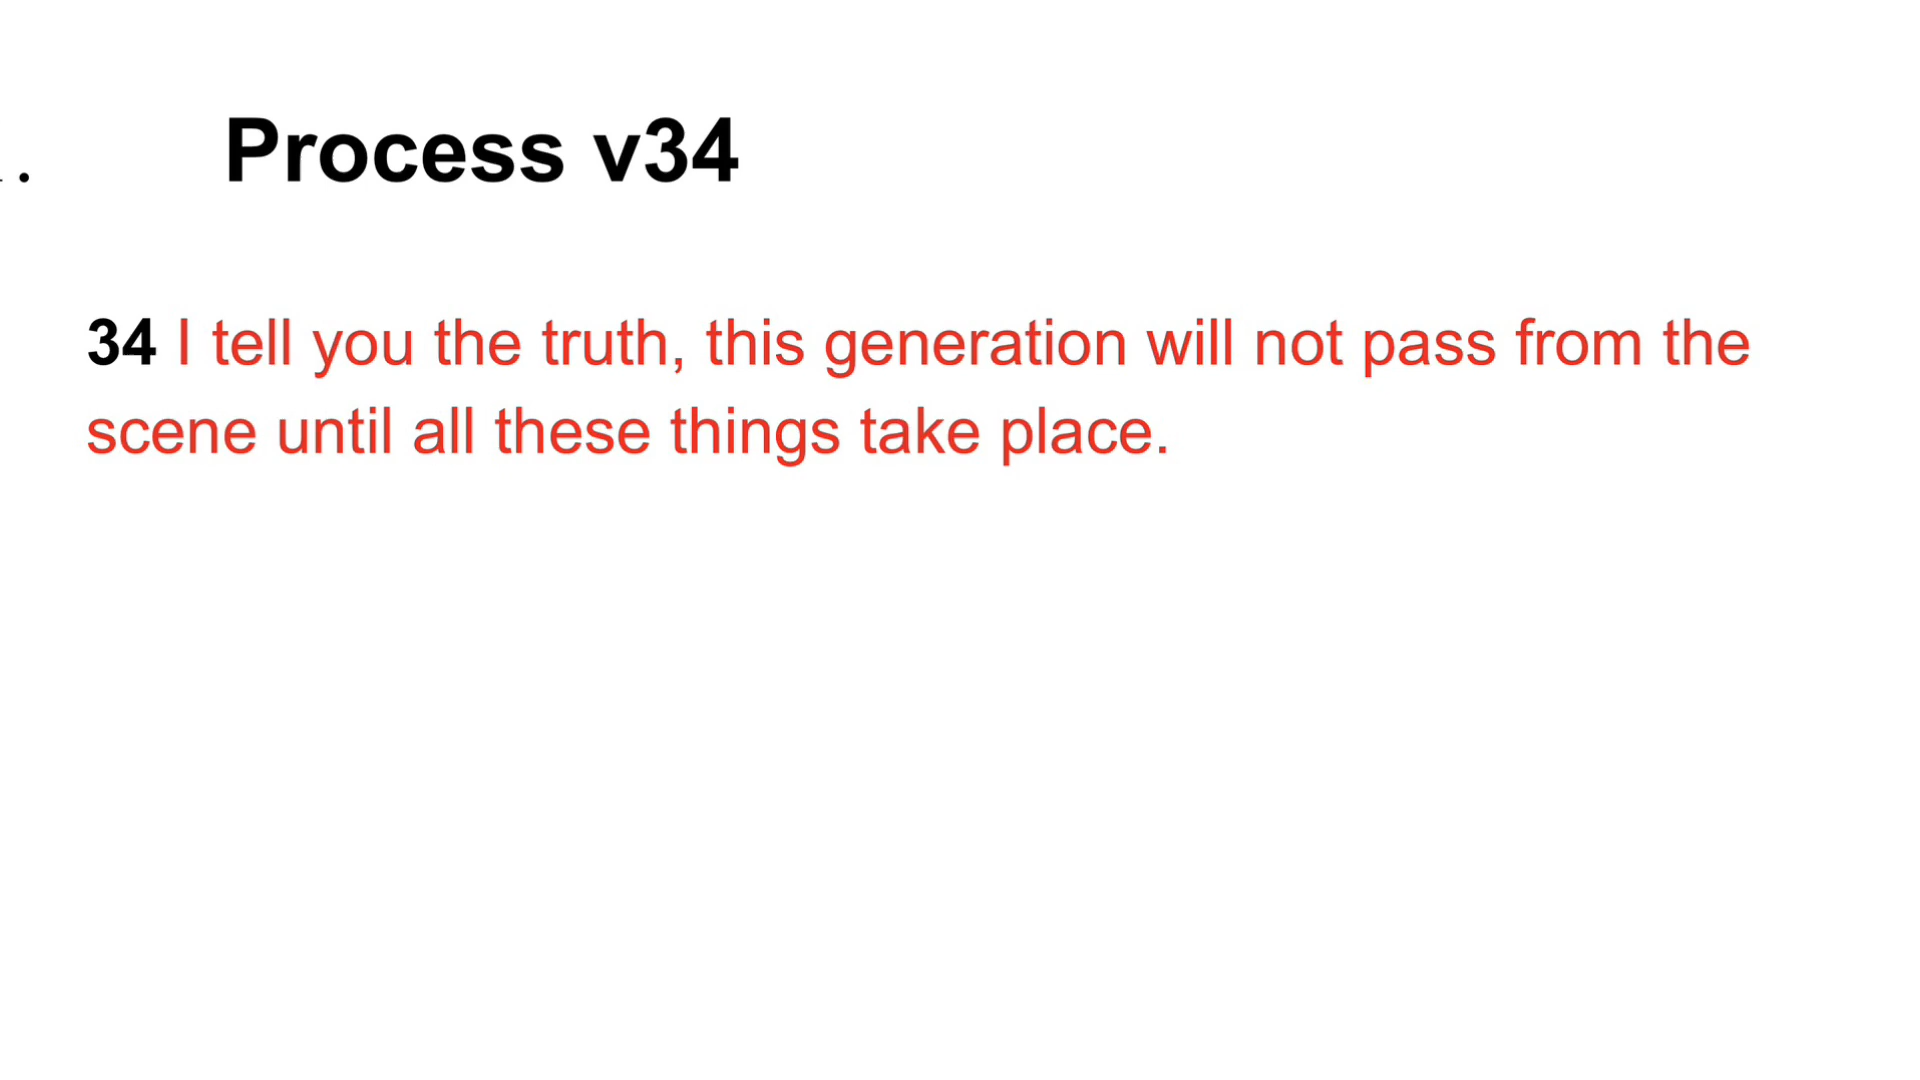 Process v34
34 I tell you the truth, this generation will not pass from the
scene until all these things take place.